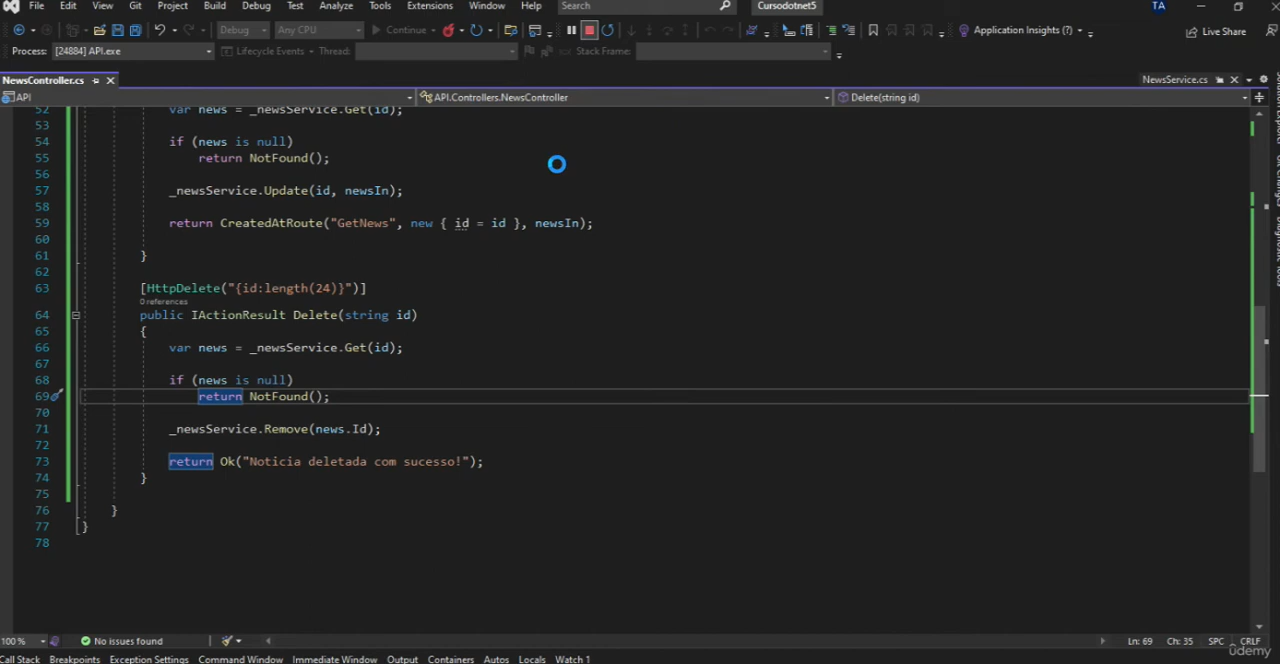 File Edit View Git Project Build Debug Test Analyze Tools Extensions Window Help Search Cursodotnet5 TA
Debug Any CPU Continue Application Insights (?) Live Share
Process: [24884] API.exe Lifecycle Events Thread: Stack Frame:
NewsController.cs NewsService.cs
API API.Controllers.NewsController Delete(string id)
52 var news = _newsService.Get(id);
53
54 if (news is null)
55 return NotFound();
56
57 _newsService.Update(id, newsIn);
58
59 return CreatedAtRoute("GetNews", new { id = id }, newsIn);
60
61 }
62
63 [HttpDelete("{id:length(24)}")]
0 references
64 public IActionResult Delete(string id)
65 {
66 var news = _newsService.Get(id);
67
68 if (news is null)
69 return NotFound();
70
71 _newsService.Remove(news.Id);
72
73 return Ok("Noticia deletada com sucesso!");
74 }
75
76 }
77 }
78
100 % No issues found Ln: 69 Ch: 35 SPC CRLF
Call Stack Breakpoints Exception Settings Command Window Immediate Window Output Containers Autos Locals Watch 1
udemy